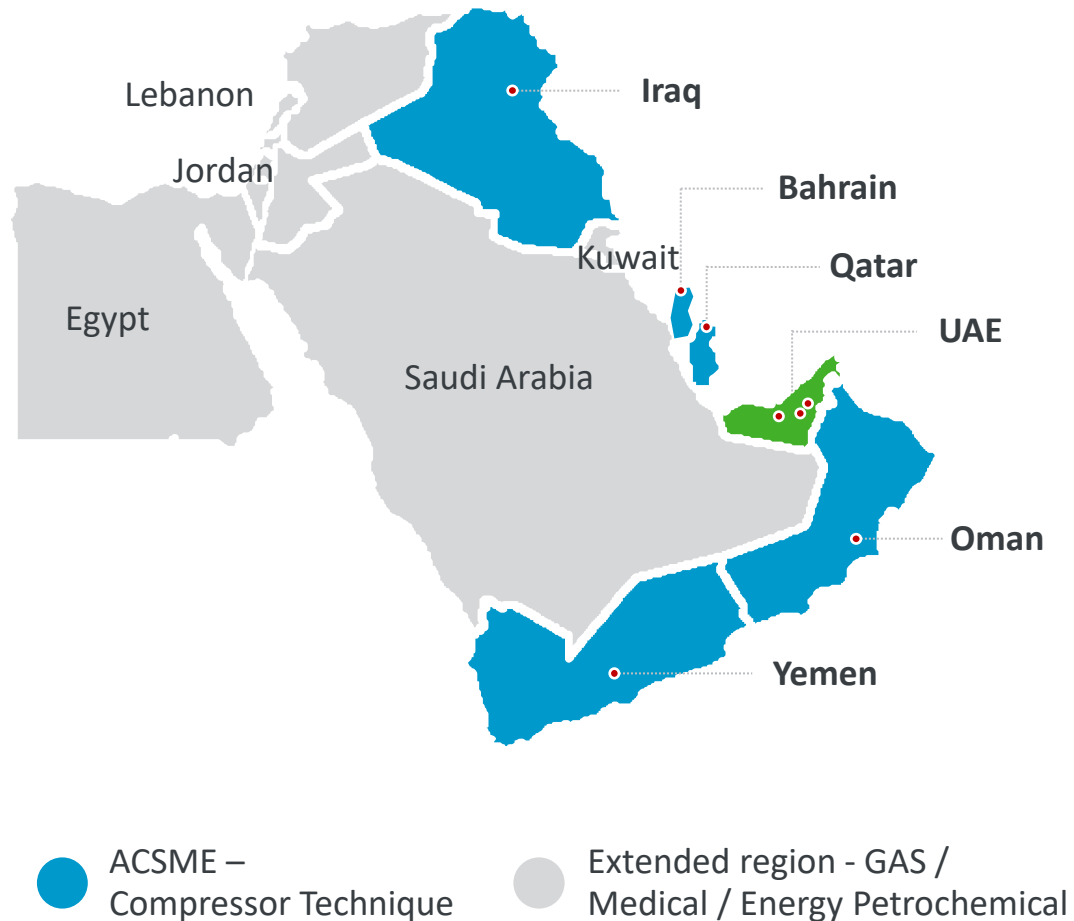 Lebanon
Iraq
Jordan
Bahrain
Kuwait
Qatar
Egypt
UAE
Saudi Arabia
Oman
Yemen
ACSME –
Compressor Technique
Extended region - GAS /
Medical / Energy Petrochemical